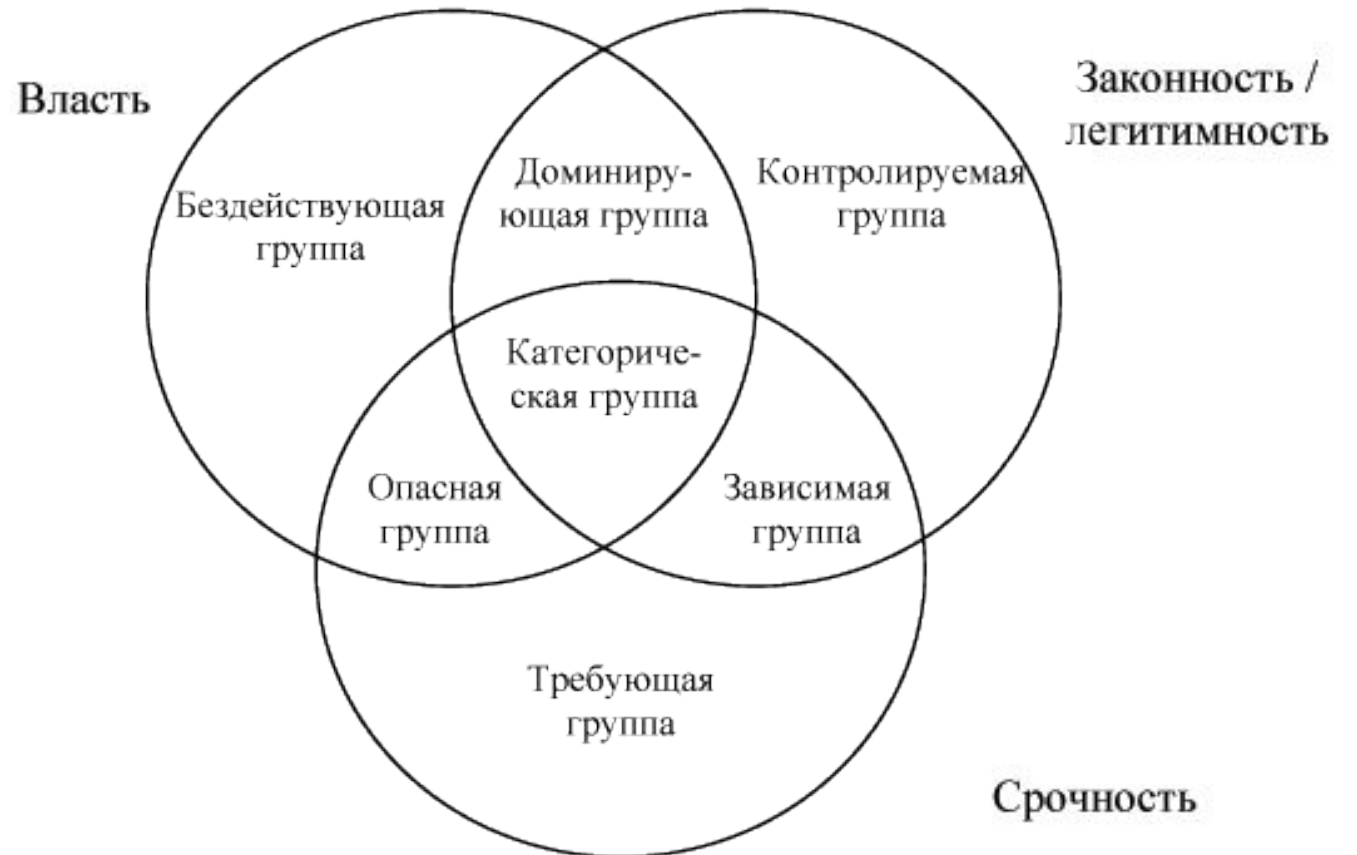 Власть
Законность /
легитимность
Бездействующая
группа
Доминиру-
ющая группа
Контролируемая
группа
Категориче-
ская группа
Опасная
группа
Зависимая
группа
Требующая
группа
Срочность